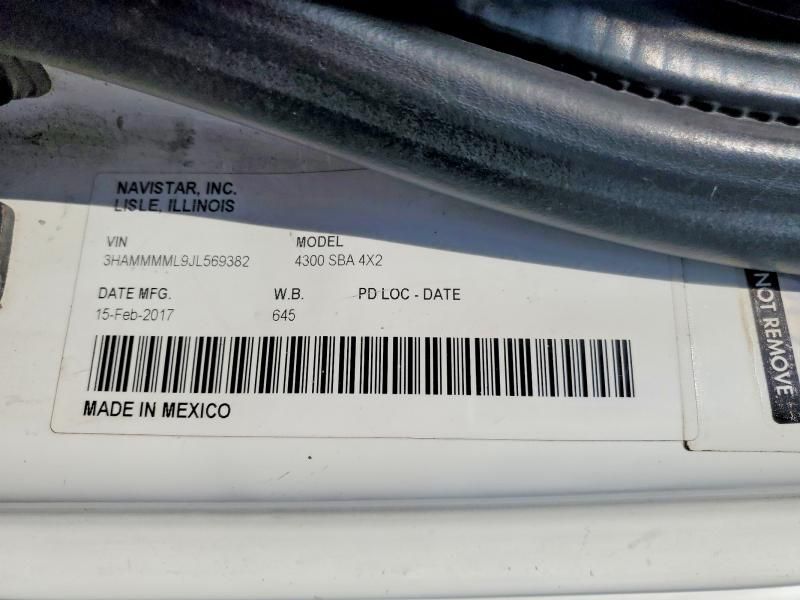 NAVISTAR, INC.
LISLE, ILLINOIS
VIN MODEL
3HAMMMML9JL569382 4300 SBA 4X2
DATE MFG. W.B. PD LOC - DATE
15-Feb-2017 645
MADE IN MEXICO
NOT REMOVE